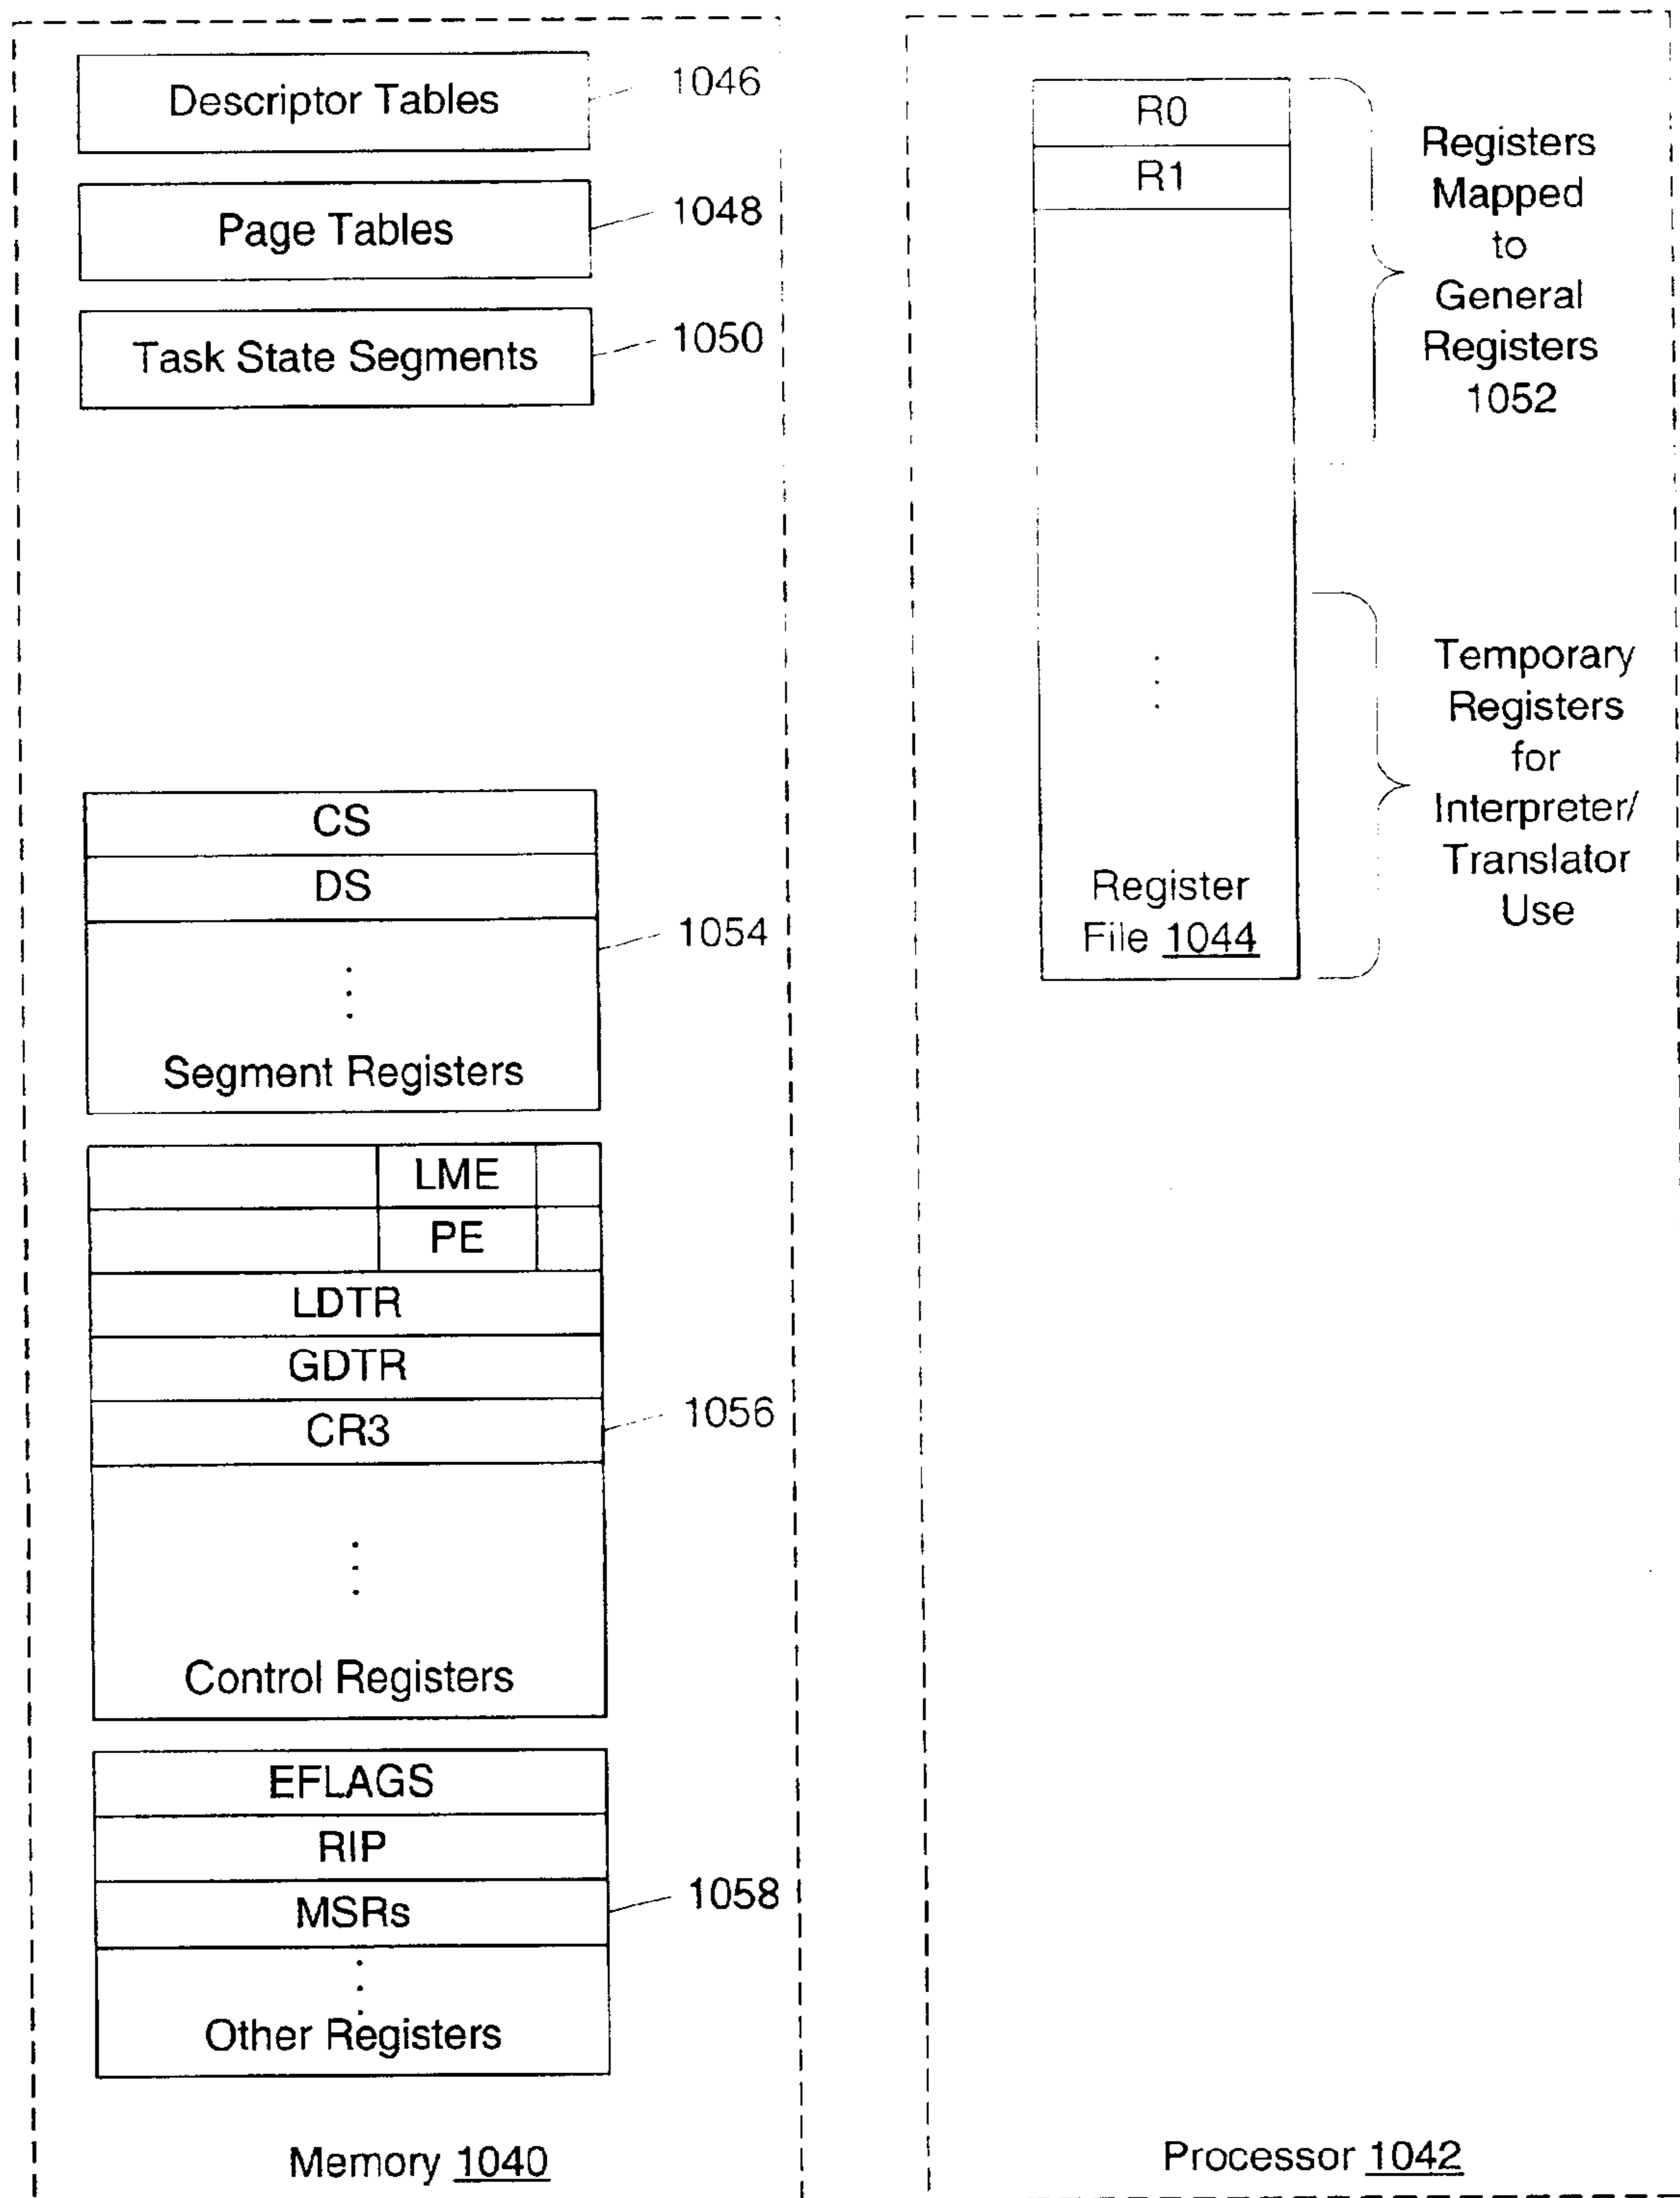 Descriptor Tables
1046
Page Tables
1048
Task State Segments
1050
CS
DS
1054
Segment Registers
LME
PE
LDTR
GDTR
CR3
1056
Control Registers
EFLAGS
RIP
MSRs
1058
Other Registers
Memory 1040
R0
R1
Registers
Mapped
to
General
Registers
1052
Temporary
Registers
for
Interpreter/
Translator
Use
Register
File 1044
Processor 1042